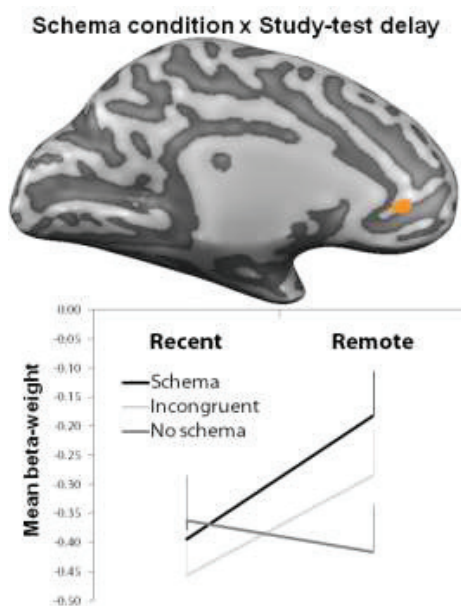 Schema condition x Study-test delay
0.00
-0.05
-0.10
-0.15
-0.20
-0.25
-0.30
-0.35
-0.40
-0.45
-0.50
Mean beta-weight
Recent Remote
Schema
Incongruent
No schema